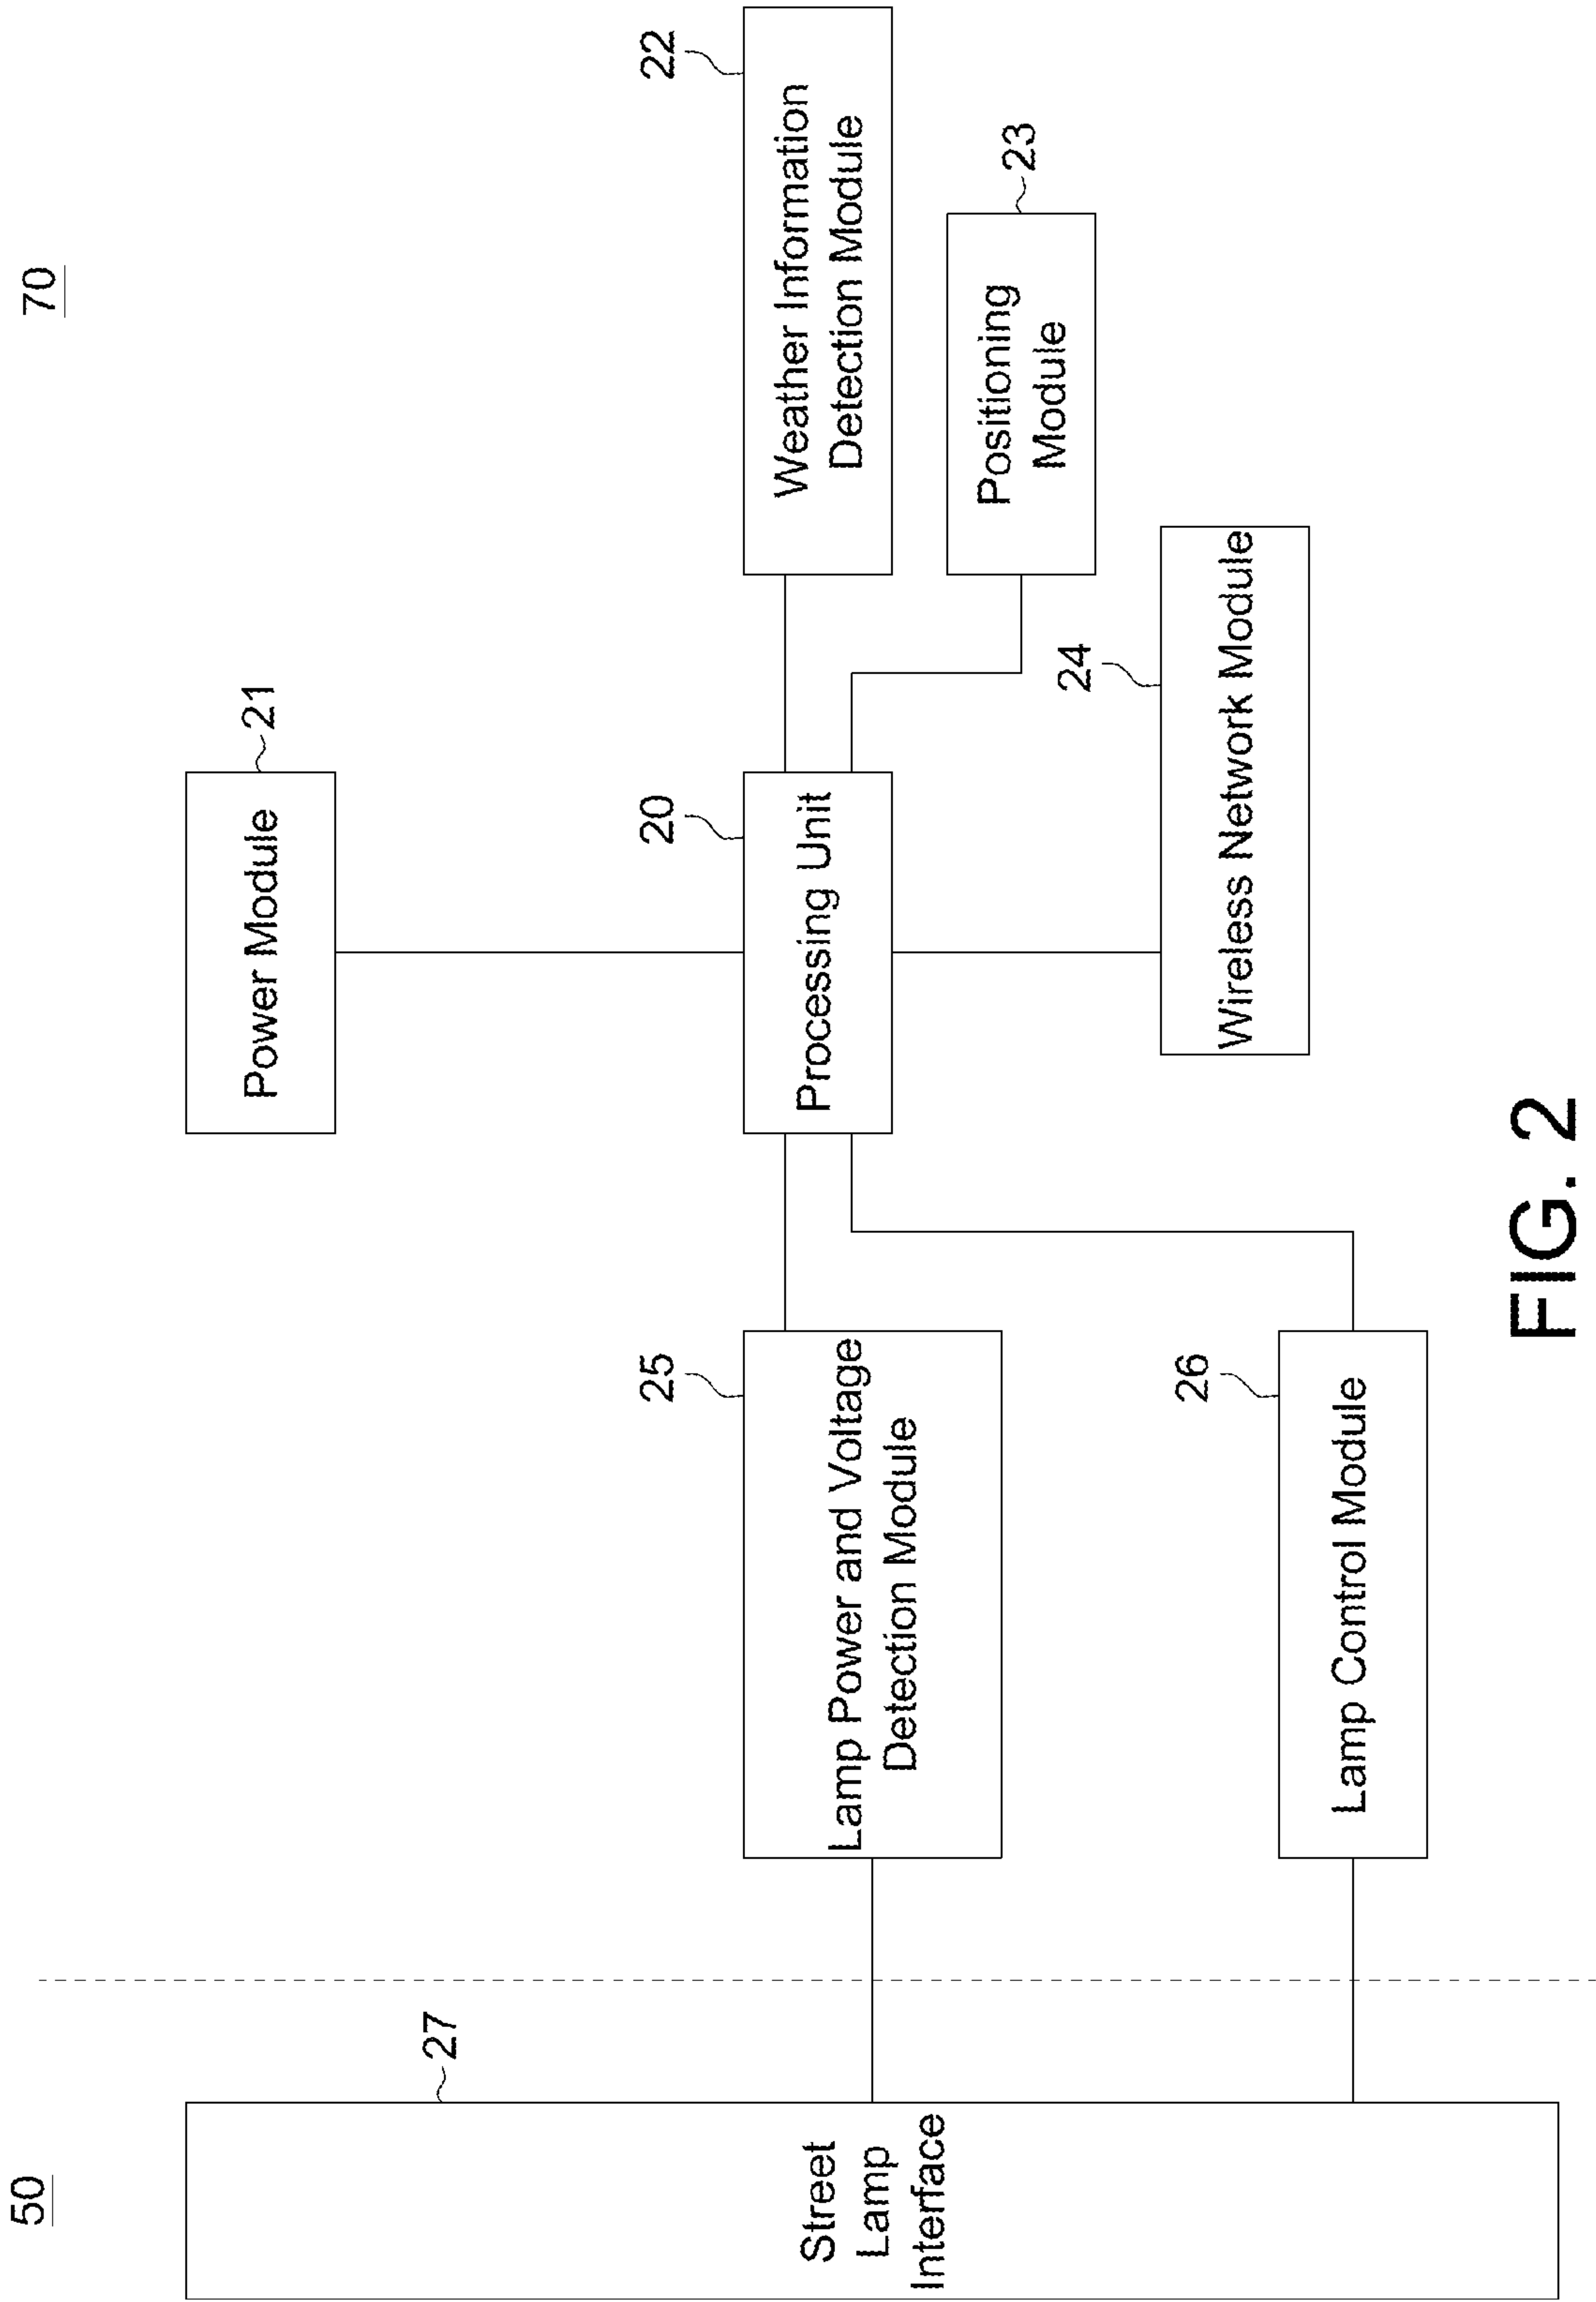 50
70
27
Street
Lamp
Interface
21
Power Module
25
Lamp Power and Voltage
Detection Module
20
Processing Unit
22
Weather Information
Detection Module
23
Positioning
Module
24
Wireless Network Module
26
Lamp Control Module
FIG. 2